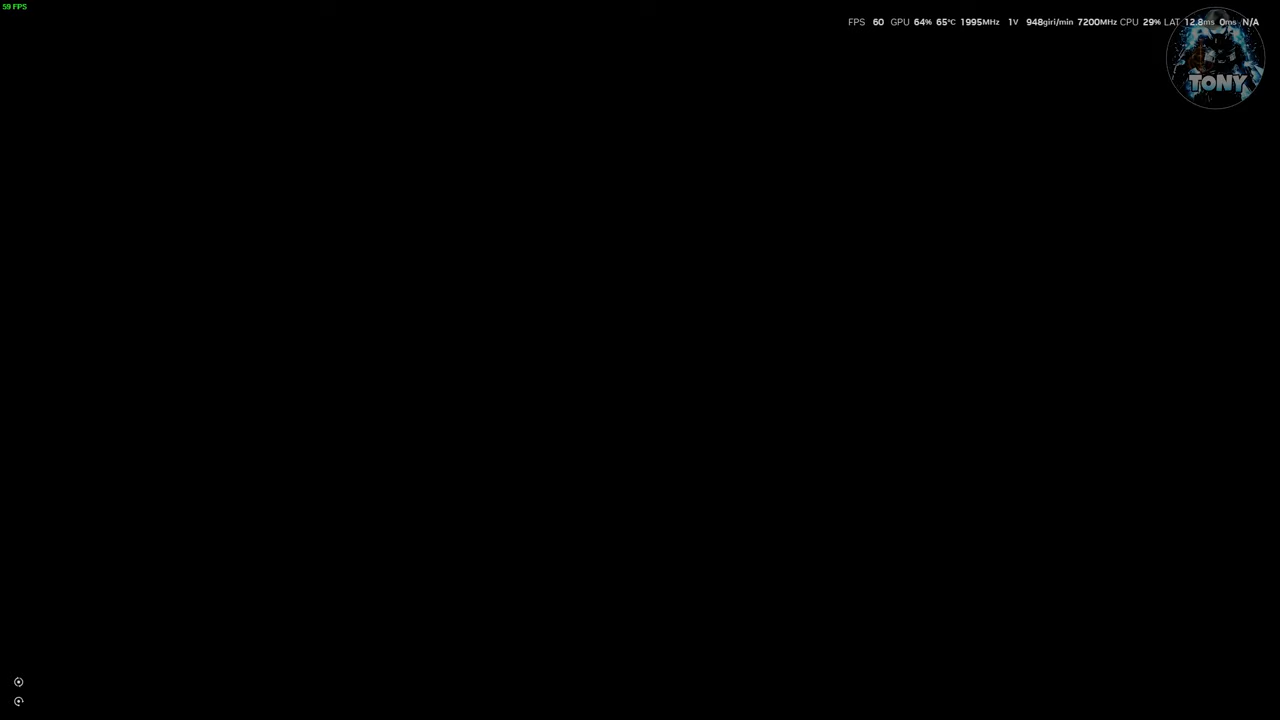 59 FPS
FPS 60 GPU 64% 65°C 1995MHz 1V 948giri/min 7200MHz CPU 29% LAT 12.8ms 0ms N/A
TONY